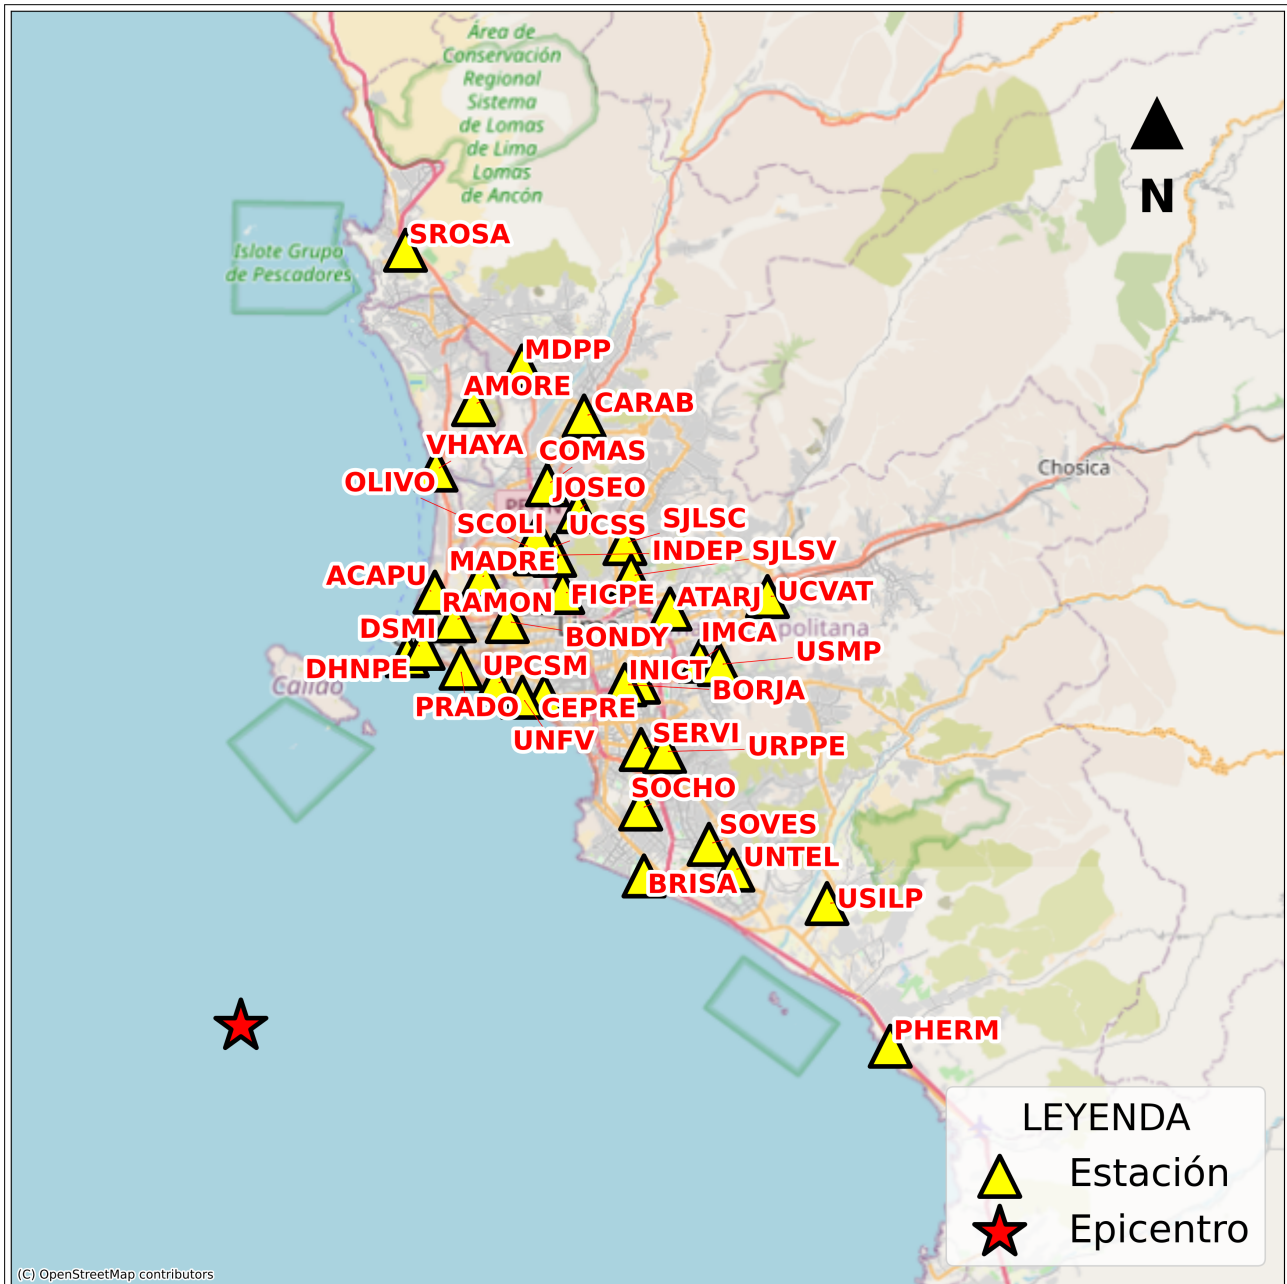 Área de
Conservación
Regional
Sistema
de Lomas
de Lima
Lomas
de Ancón
N
SROSA
Islote Grupo
de Pescadores
MDPP
AMORE
CARAB
VHAYA
COMAS
Chosica
OLIVO
JOSEO
SCOLI
UCSS
SJLSC
MADRE
INDEP
SJLSV
ACAPU
RAMON
FICPE
ATARJ
UCVAT
DSMI
BONDY
IMCA
USMP
DHNPE
UPCSM
INICT
Callao
PRADO
CEPRE
BORJA
UNFV
SERVI
URPPE
SOCHO
SOVES
UNTEL
BRISA
USILP
PHERM
LEYENDA
Estación
Epicentro
(C) OpenStreetMap contributors